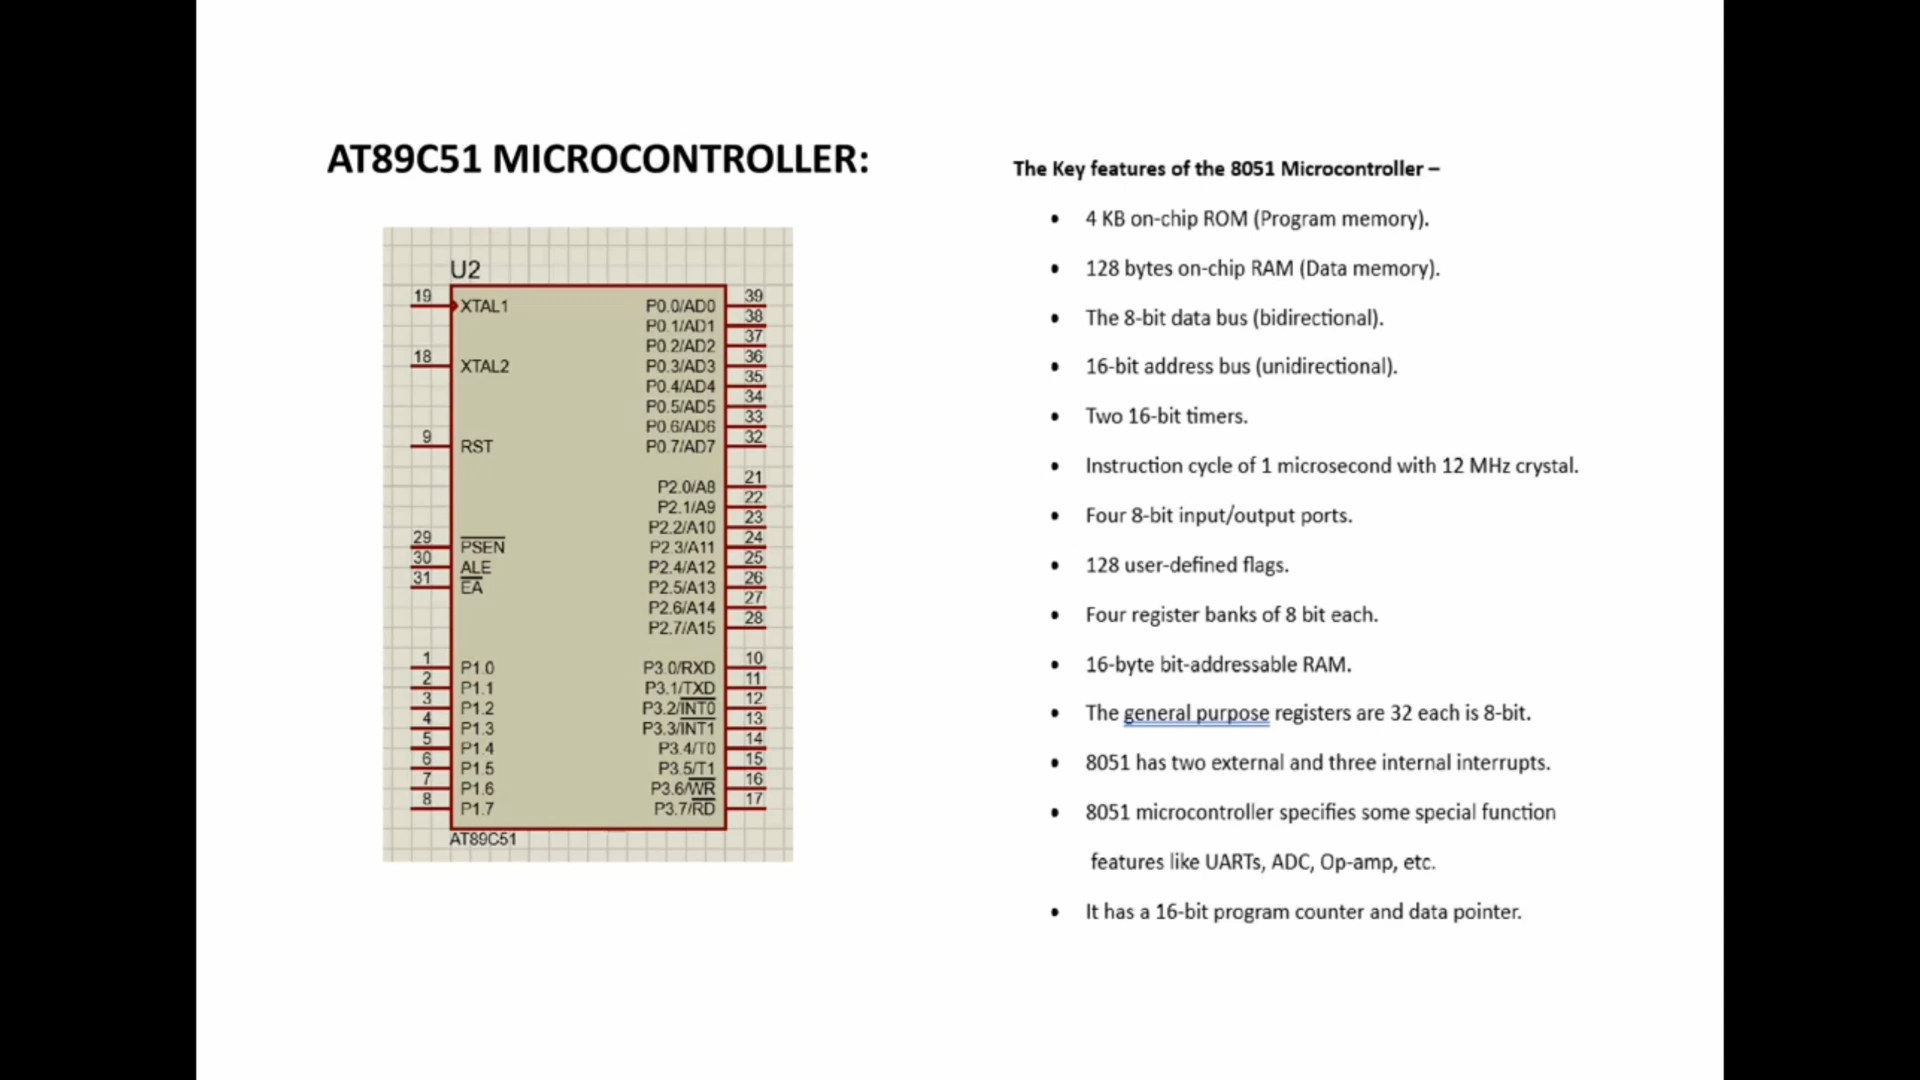 AT89C51 MICROCONTROLLER:
U2
19 XTAL1
18 XTAL2
9 RST
29 PSEN
30 ALE
31 EA
1 P1.0
2 P1.1
3 P1.2
4 P1.3
5 P1.4
6 P1.5
7 P1.6
8 P1.7
P0.0/AD0 39
P0.1/AD1 38
P0.2/AD2 37
P0.3/AD3 36
P0.4/AD4 35
P0.5/AD5 34
P0.6/AD6 33
P0.7/AD7 32
P2.0/A8 21
P2.1/A9 22
P2.2/A10 23
P2.3/A11 24
P2.4/A12 25
P2.5/A13 26
P2.6/A14 27
P2.7/A15 28
P3.0/RXD 10
P3.1/TXD 11
P3.2/INT0 12
P3.3/INT1 13
P3.4/T0 14
P3.5/T1 15
P3.6/WR 16
P3.7/RD 17
AT89C51
The Key features of the 8051 Microcontroller –
• 4 KB on-chip ROM (Program memory).
• 128 bytes on-chip RAM (Data memory).
• The 8-bit data bus (bidirectional).
• 16-bit address bus (unidirectional).
• Two 16-bit timers.
• Instruction cycle of 1 microsecond with 12 MHz crystal.
• Four 8-bit input/output ports.
• 128 user-defined flags.
• Four register banks of 8 bit each.
• 16-byte bit-addressable RAM.
• The general purpose registers are 32 each is 8-bit.
• 8051 has two external and three internal interrupts.
• 8051 microcontroller specifies some special function
features like UARTs, ADC, Op-amp, etc.
• It has a 16-bit program counter and data pointer.